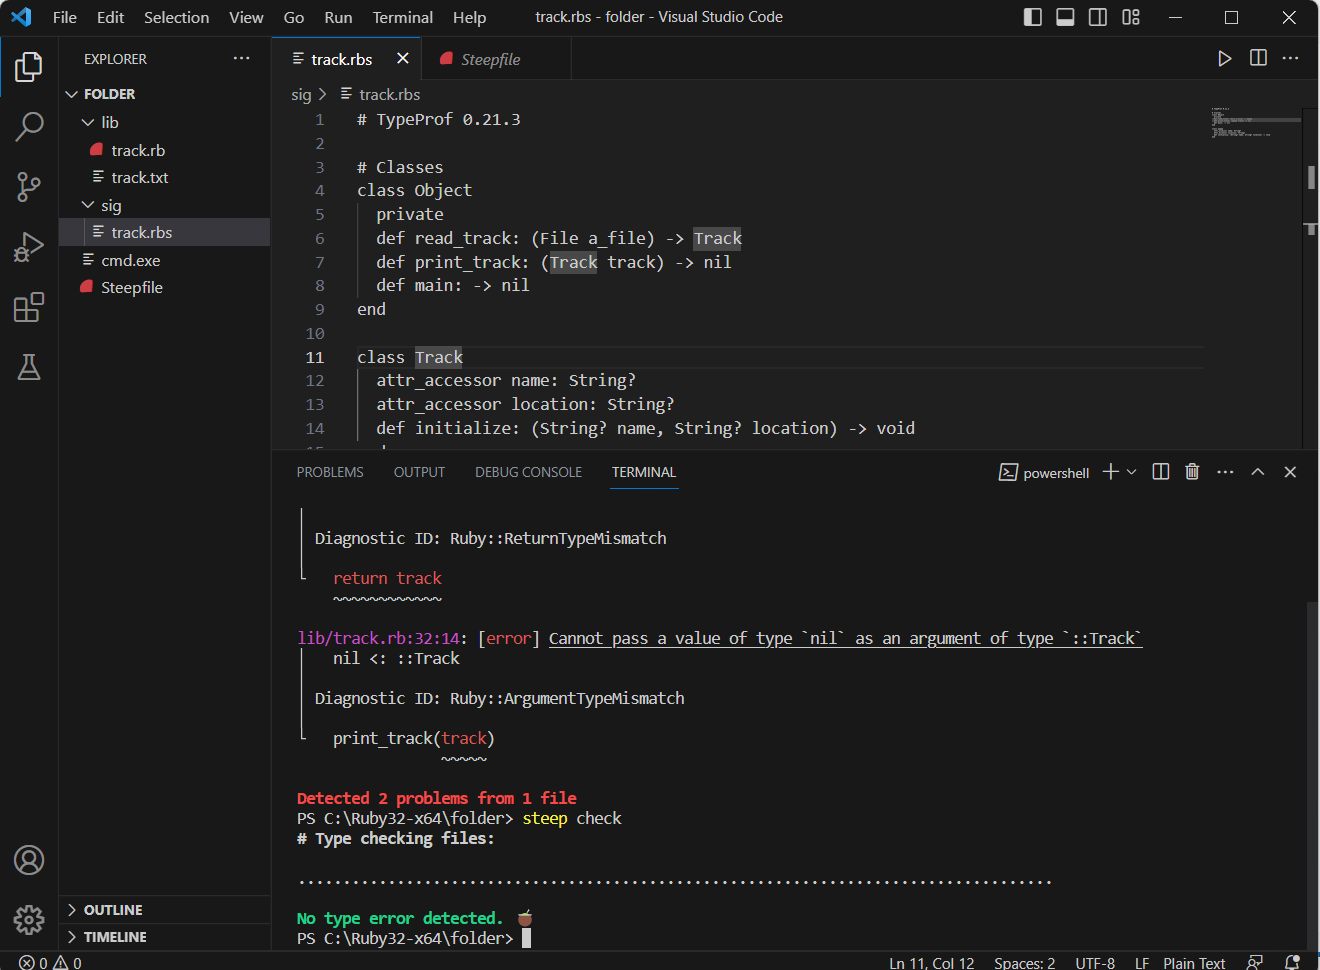 File Edit Selection View Go Run Terminal Help track.rbs - folder - Visual Studio Code
EXPLORER
track.rbs
Steepfile
FOLDER
lib
track.rb
track.txt
sig
track.rbs
cmd.exe
Steepfile
OUTLINE
TIMELINE
sig > track.rbs
1 # TypeProf 0.21.3
2
3 # Classes
4 class Object
5 private
6 def read_track: (File a_file) -> Track
7 def print_track: (Track track) -> nil
8 def main: -> nil
9 end
10
11 class Track
12 attr_accessor name: String?
13 attr_accessor location: String?
14 def initialize: (String? name, String? location) -> void
PROBLEMS OUTPUT DEBUG CONSOLE TERMINAL powershell
Diagnostic ID: Ruby::ReturnTypeMismatch
return track
~~~~~~~~~~~~
lib/track.rb:32:14: [error] Cannot pass a value of type `nil` as an argument of type `::Track`
nil <: ::Track
Diagnostic ID: Ruby::ArgumentTypeMismatch
print_track(track)
~~~~~
Detected 2 problems from 1 file
PS C:\Ruby32-x64\folder> steep check
# Type checking files:
....................................................................................
No type error detected. 🧋
PS C:\Ruby32-x64\folder>
0 0 Ln 11, Col 12 Spaces: 2 UTF-8 LF Plain Text